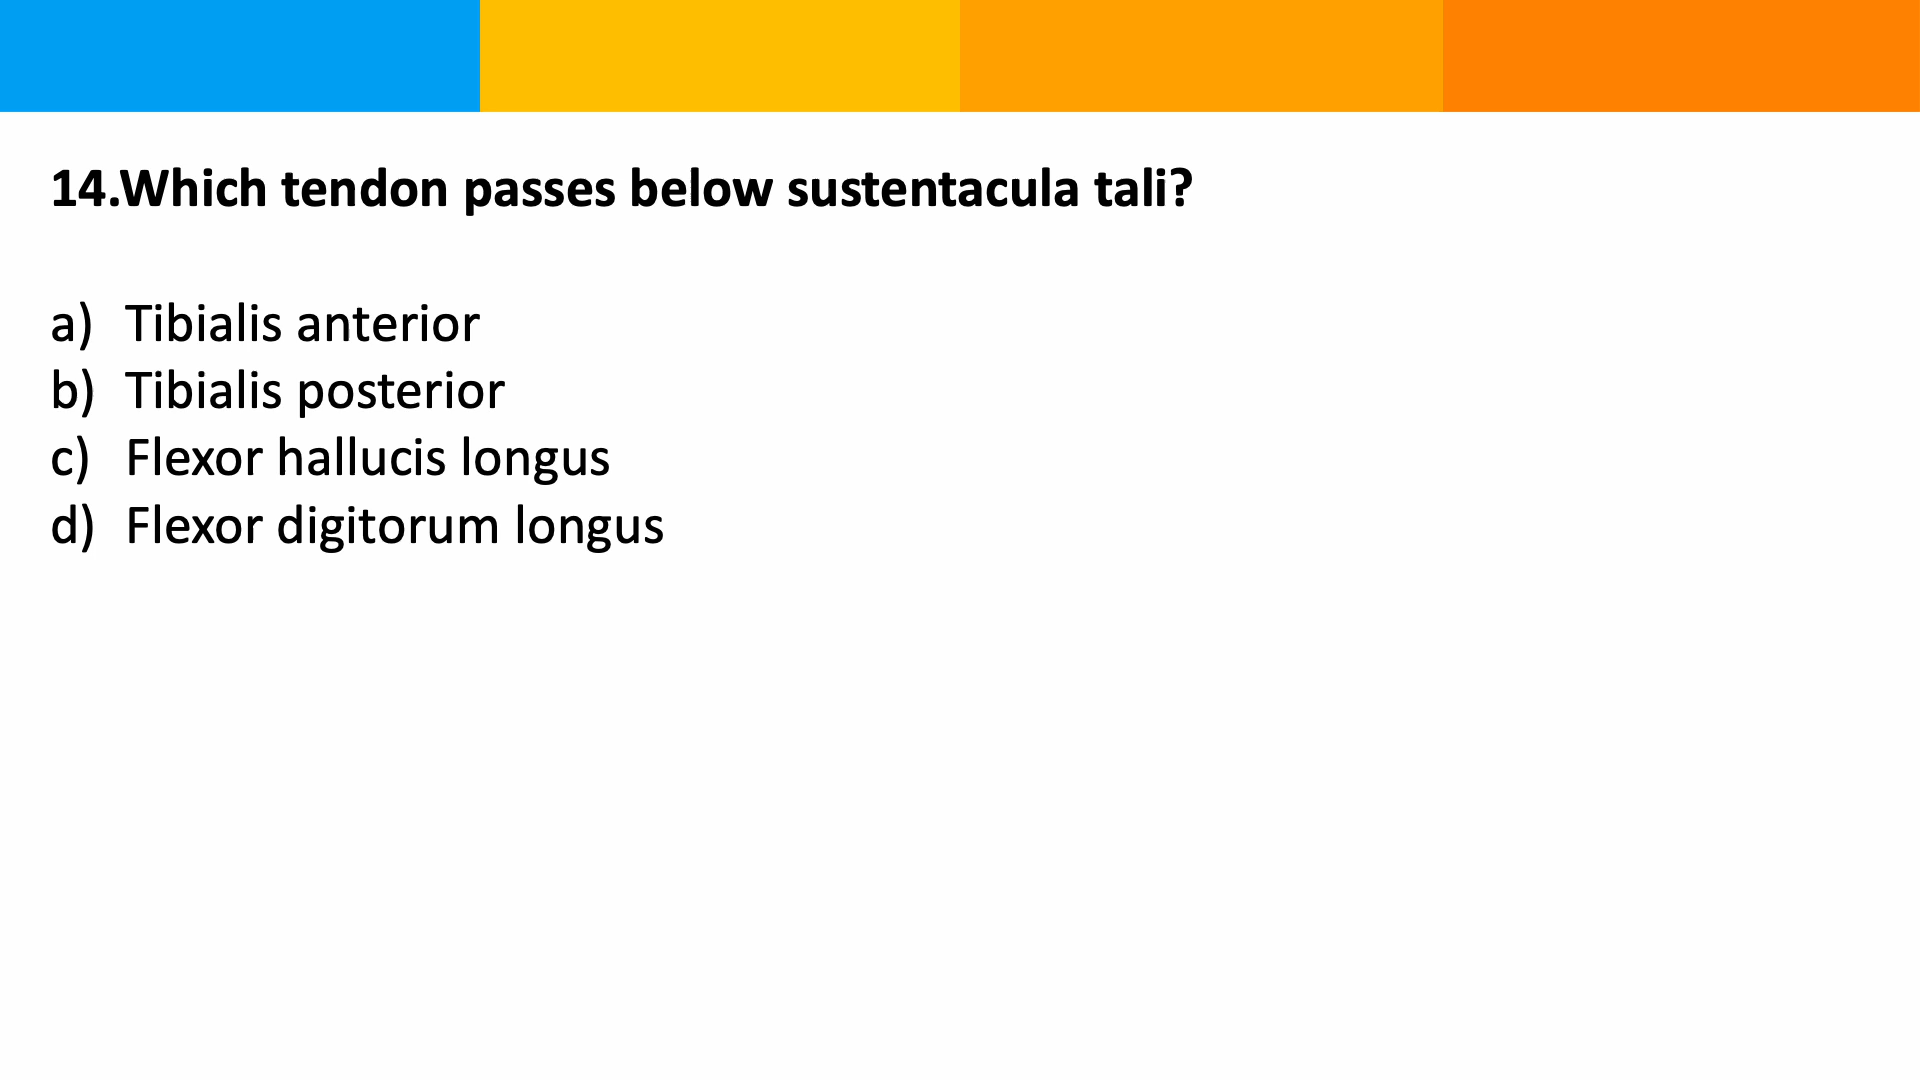 14.Which tendon passes below sustentacula tali?
a) Tibialis anterior
b) Tibialis posterior
c) Flexor hallucis longus
d) Flexor digitorum longus